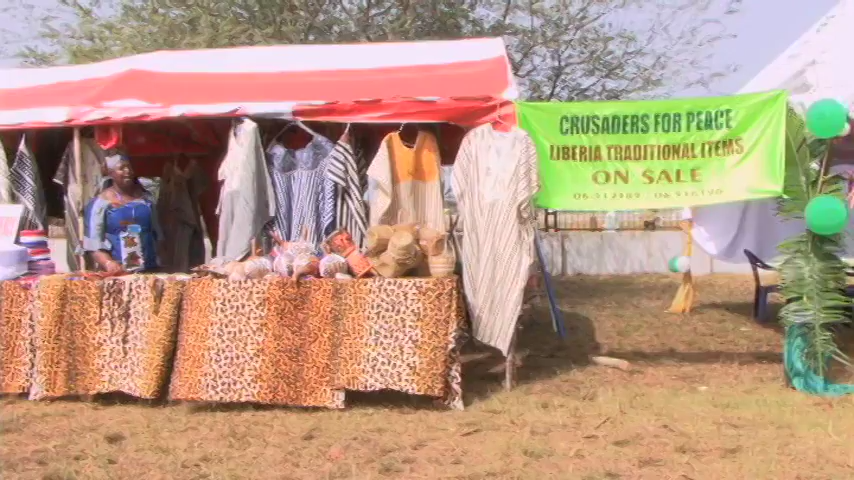 CRUSADERS FOR PEACE
LIBERIA TRADITIONAL ITEMS
ON SALE